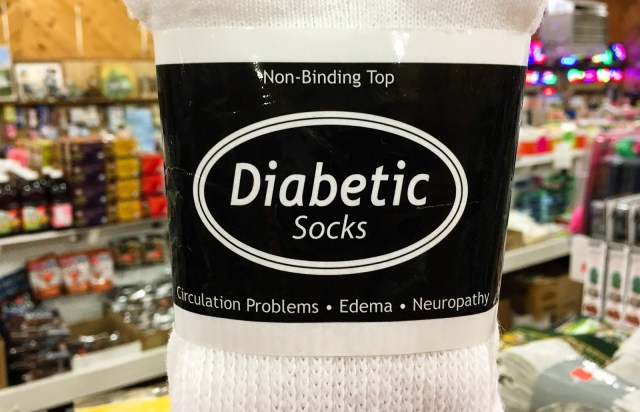 Non-Binding Top
Diabetic
Socks
Circulation Problems • Edema • Neuropathy